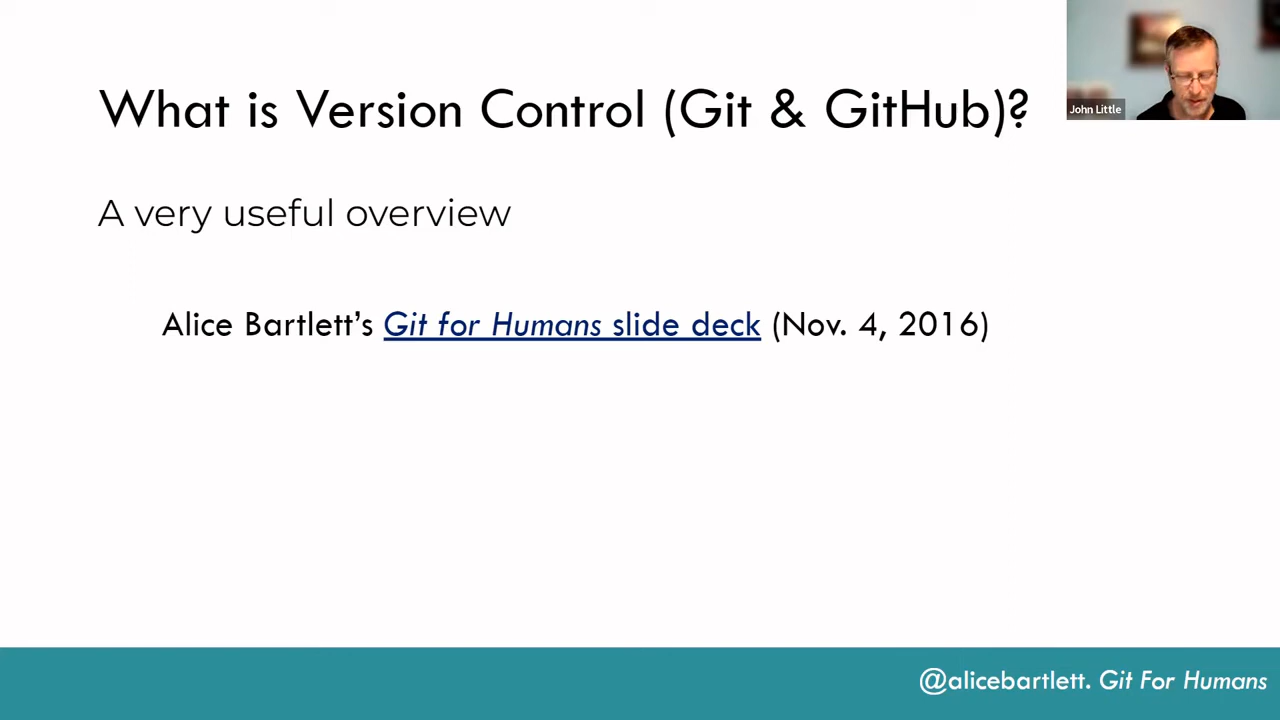 What is Version Control (Git & GitHub)?
John Little
A very useful overview
Alice Bartlett’s Git for Humans slide deck (Nov. 4, 2016)
@alicebartlett. Git For Humans